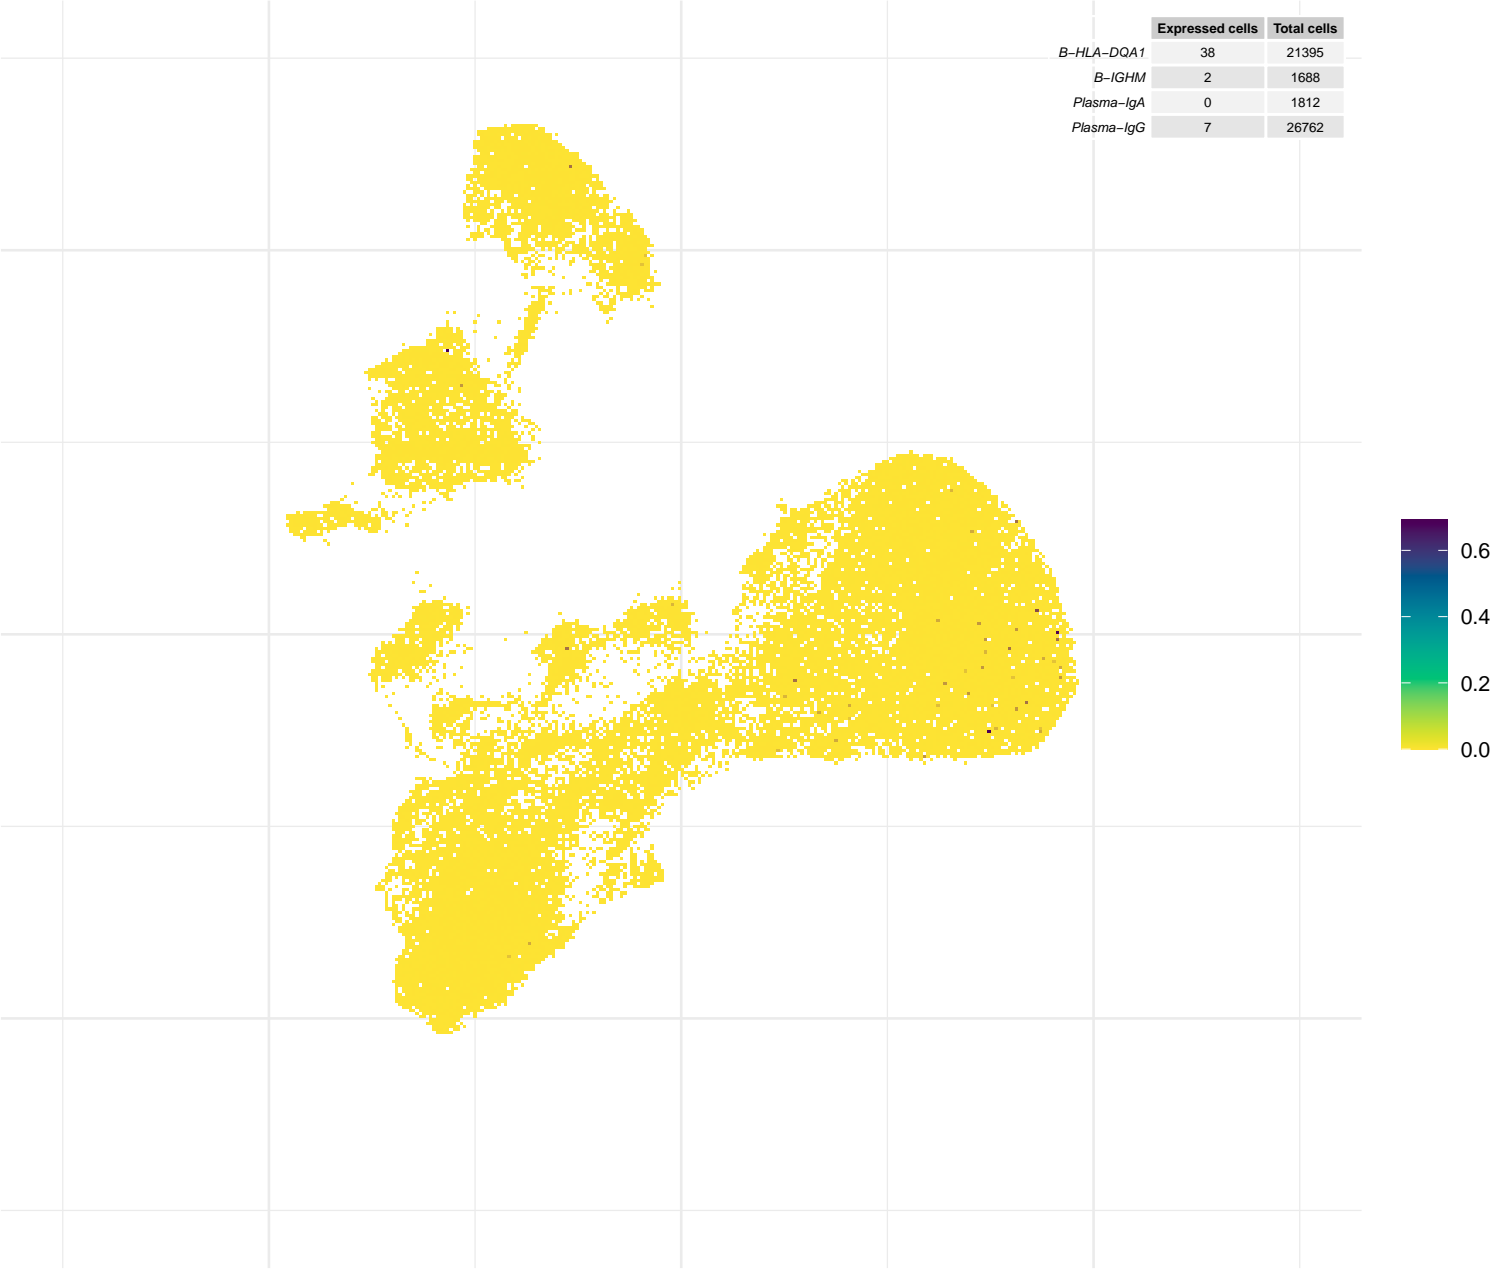 Expressed cells Total cells
B−HLA−DQA1 38 21395
B−IGHM 2 1688
Plasma−IgA 0 1812
Plasma−IgG 7 26762
0.6
0.4
0.2
0.0